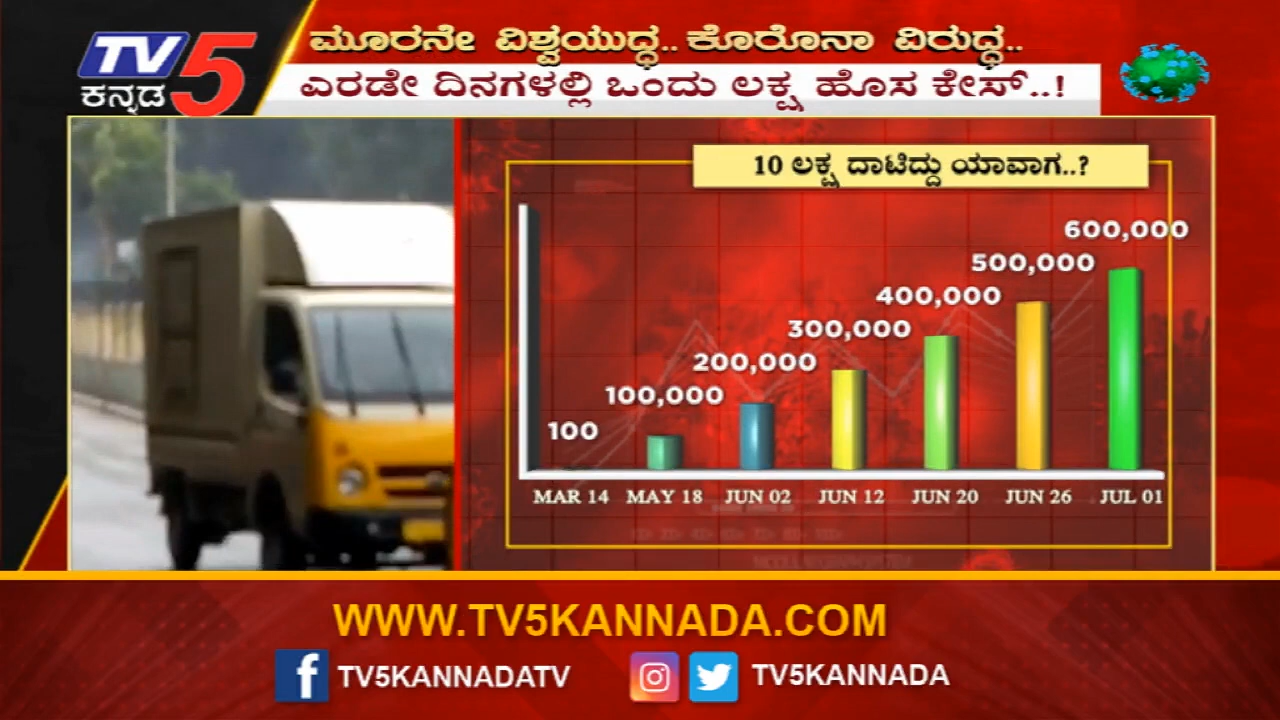 TV5
ಕನ್ನಡ
ಮೂರನೇ ವಿಶ್ವಯುದ್ಧ.. ಕೊರೊನಾ ವಿರುದ್ಧ..
ಎರಡೇ ದಿನಗಳಲ್ಲಿ ಒಂದು ಲಕ್ಷ ಹೊಸ ಕೇಸ್..!
10 ಲಕ್ಷ ದಾಟಿದ್ದು ಯಾವಾಗ..?
100
100,000
200,000
300,000
400,000
500,000
600,000
MAR 14 MAY 18 JUN 02 JUN 12 JUN 20 JUN 26 JUL 01
WWW.TV5KANNADA.COM
TV5KANNADATV TV5KANNADA